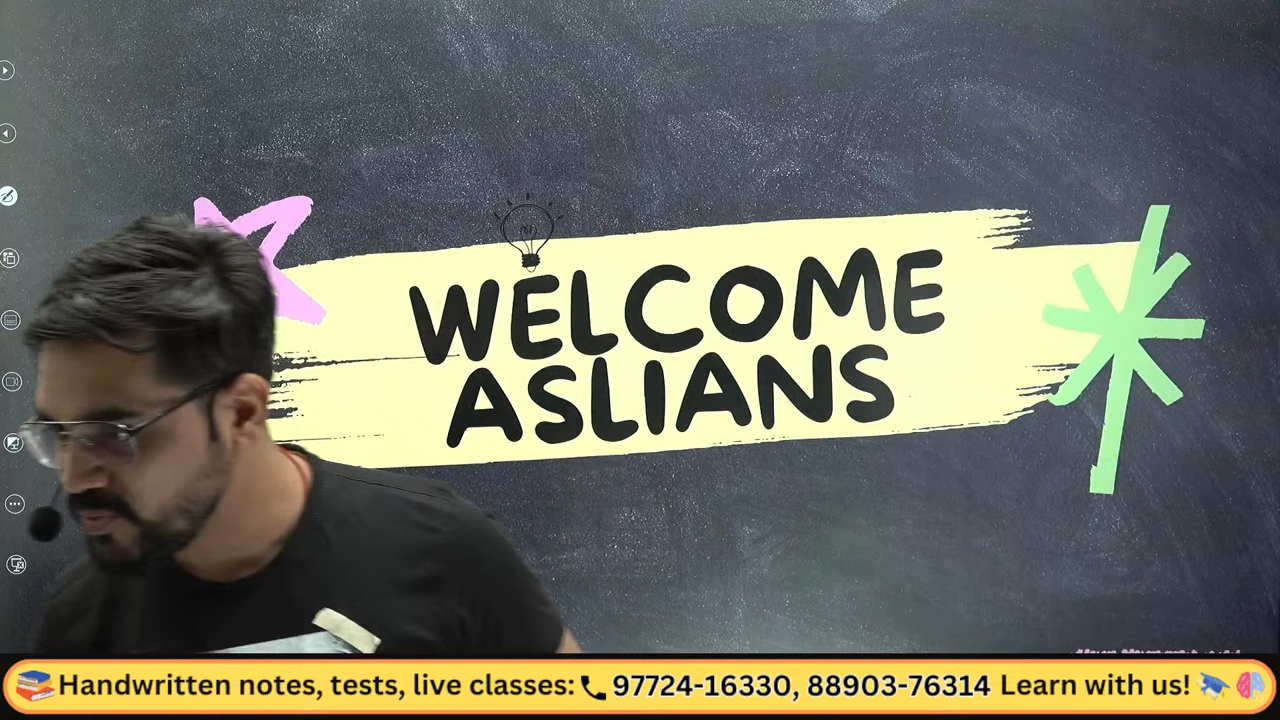 WELCOME
ASLIANS
Handwritten notes, tests, live classes: 97724-16330, 88903-76314 Learn with us!